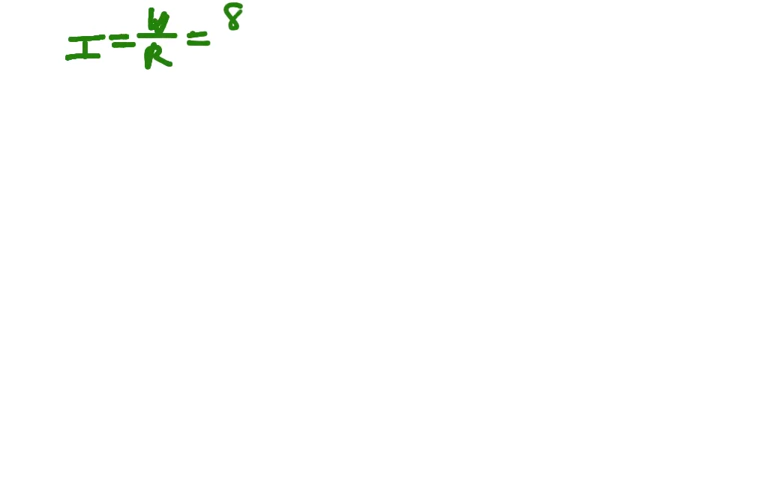 I = U/R = 8